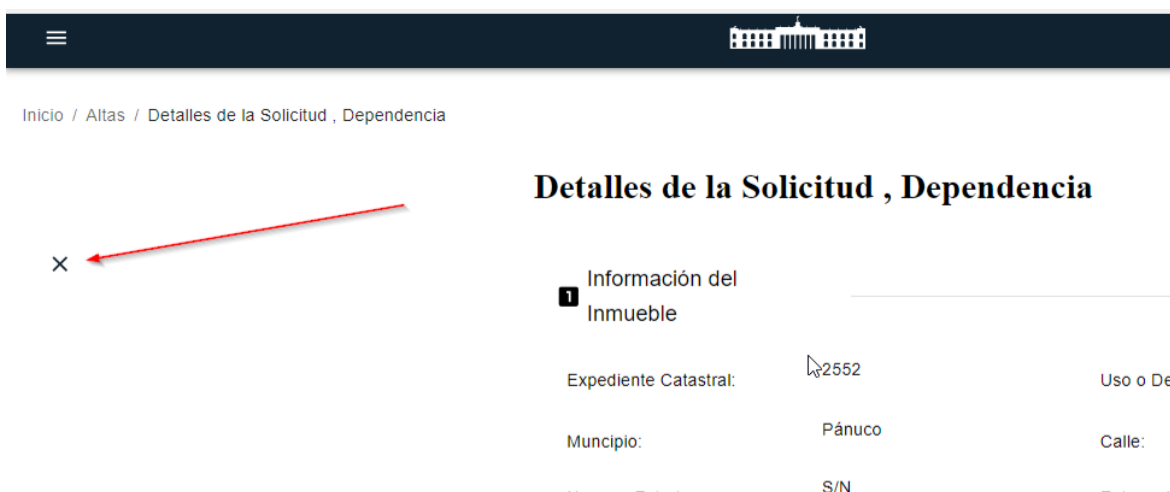 Inicio / Altas / Detalles de la Solicitud , Dependencia
Detalles de la Solicitud , Dependencia
1
Información del
Inmueble
Expediente Catastral:
2552
Uso o De
Muncipio:
Pánuco
Calle:
S/N